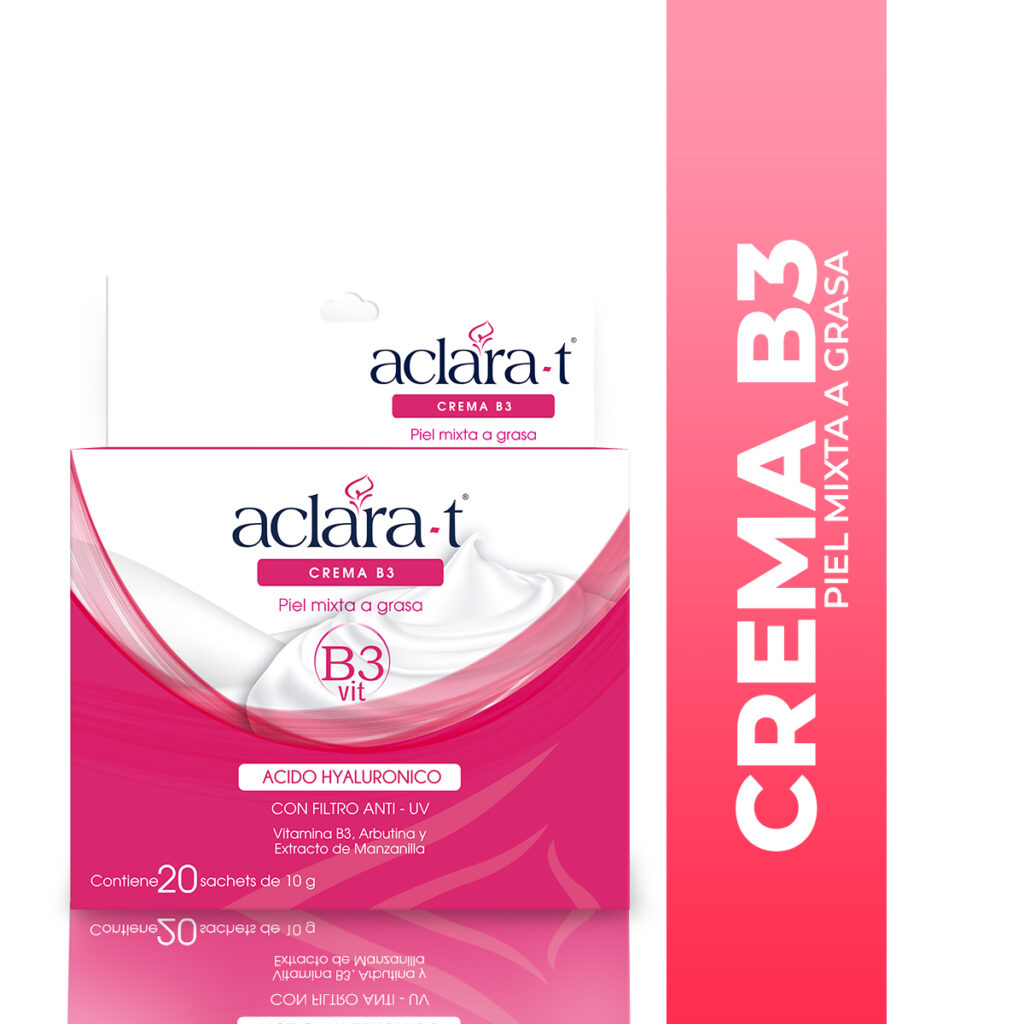 aclara-t®
CREMA B3
Piel mixta a grasa
aclara-t®
CREMA B3
Piel mixta a grasa
B3
vit
ACIDO HYALURONICO
CON FILTRO ANTI - UV
Vitamina B3, Arbutina y
Extracto de Manzanilla
Contiene 20 sachets de 10 g
CREMA B3
PIEL MIXTA A GRASA